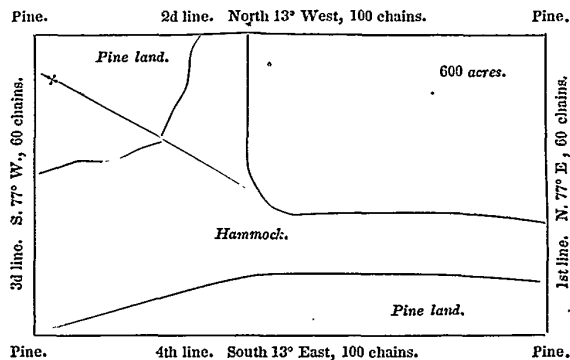 Pine. 2d line. North 13° West, 100 chains. Pine.
Pine land.
600 acres.
3d line. S. 77° W., 60 chains.
1st line. N. 77° E, 60 chains.
Hammock.
Pine land.
Pine. 4th line. South 13° East, 100 chains. Pine.